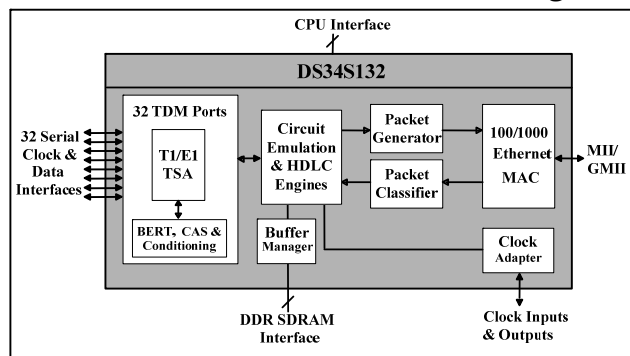 CPU Interface
DS34S132
32 TDM Ports
T1/E1
TSA
BERT, CAS &
Conditioning
32 Serial
Clock &
Data
Interfaces
Circuit
Emulation
& HDLC
Engines
Packet
Generator
Packet
Classifier
100/1000
Ethernet
MAC
MII/
GMII
Buffer
Manager
Clock
Adapter
DDR SDRAM
Interface
Clock Inputs
& Outputs